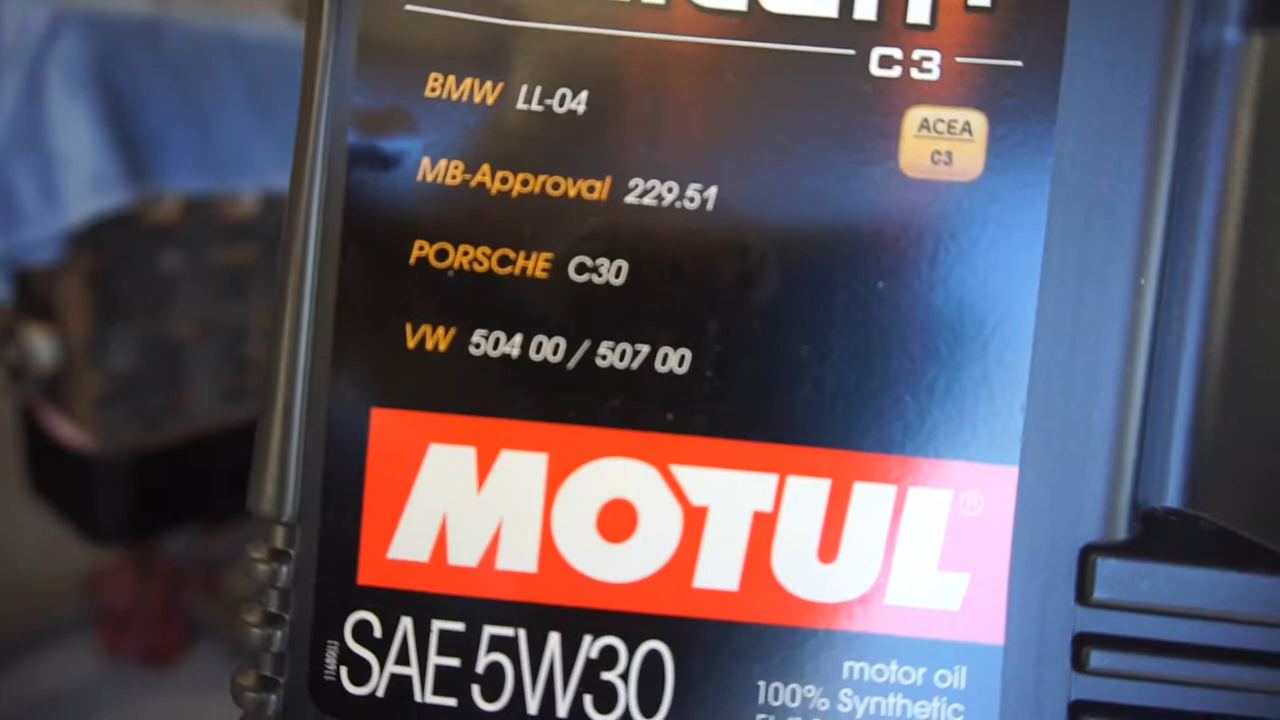 C3
BMW LL-04
ACEA
C3
MB-Approval 229.51
PORSCHE C30
VW 504 00 / 507 00
MOTUL®
SAE 5W30
motor oil
100% Synthetic